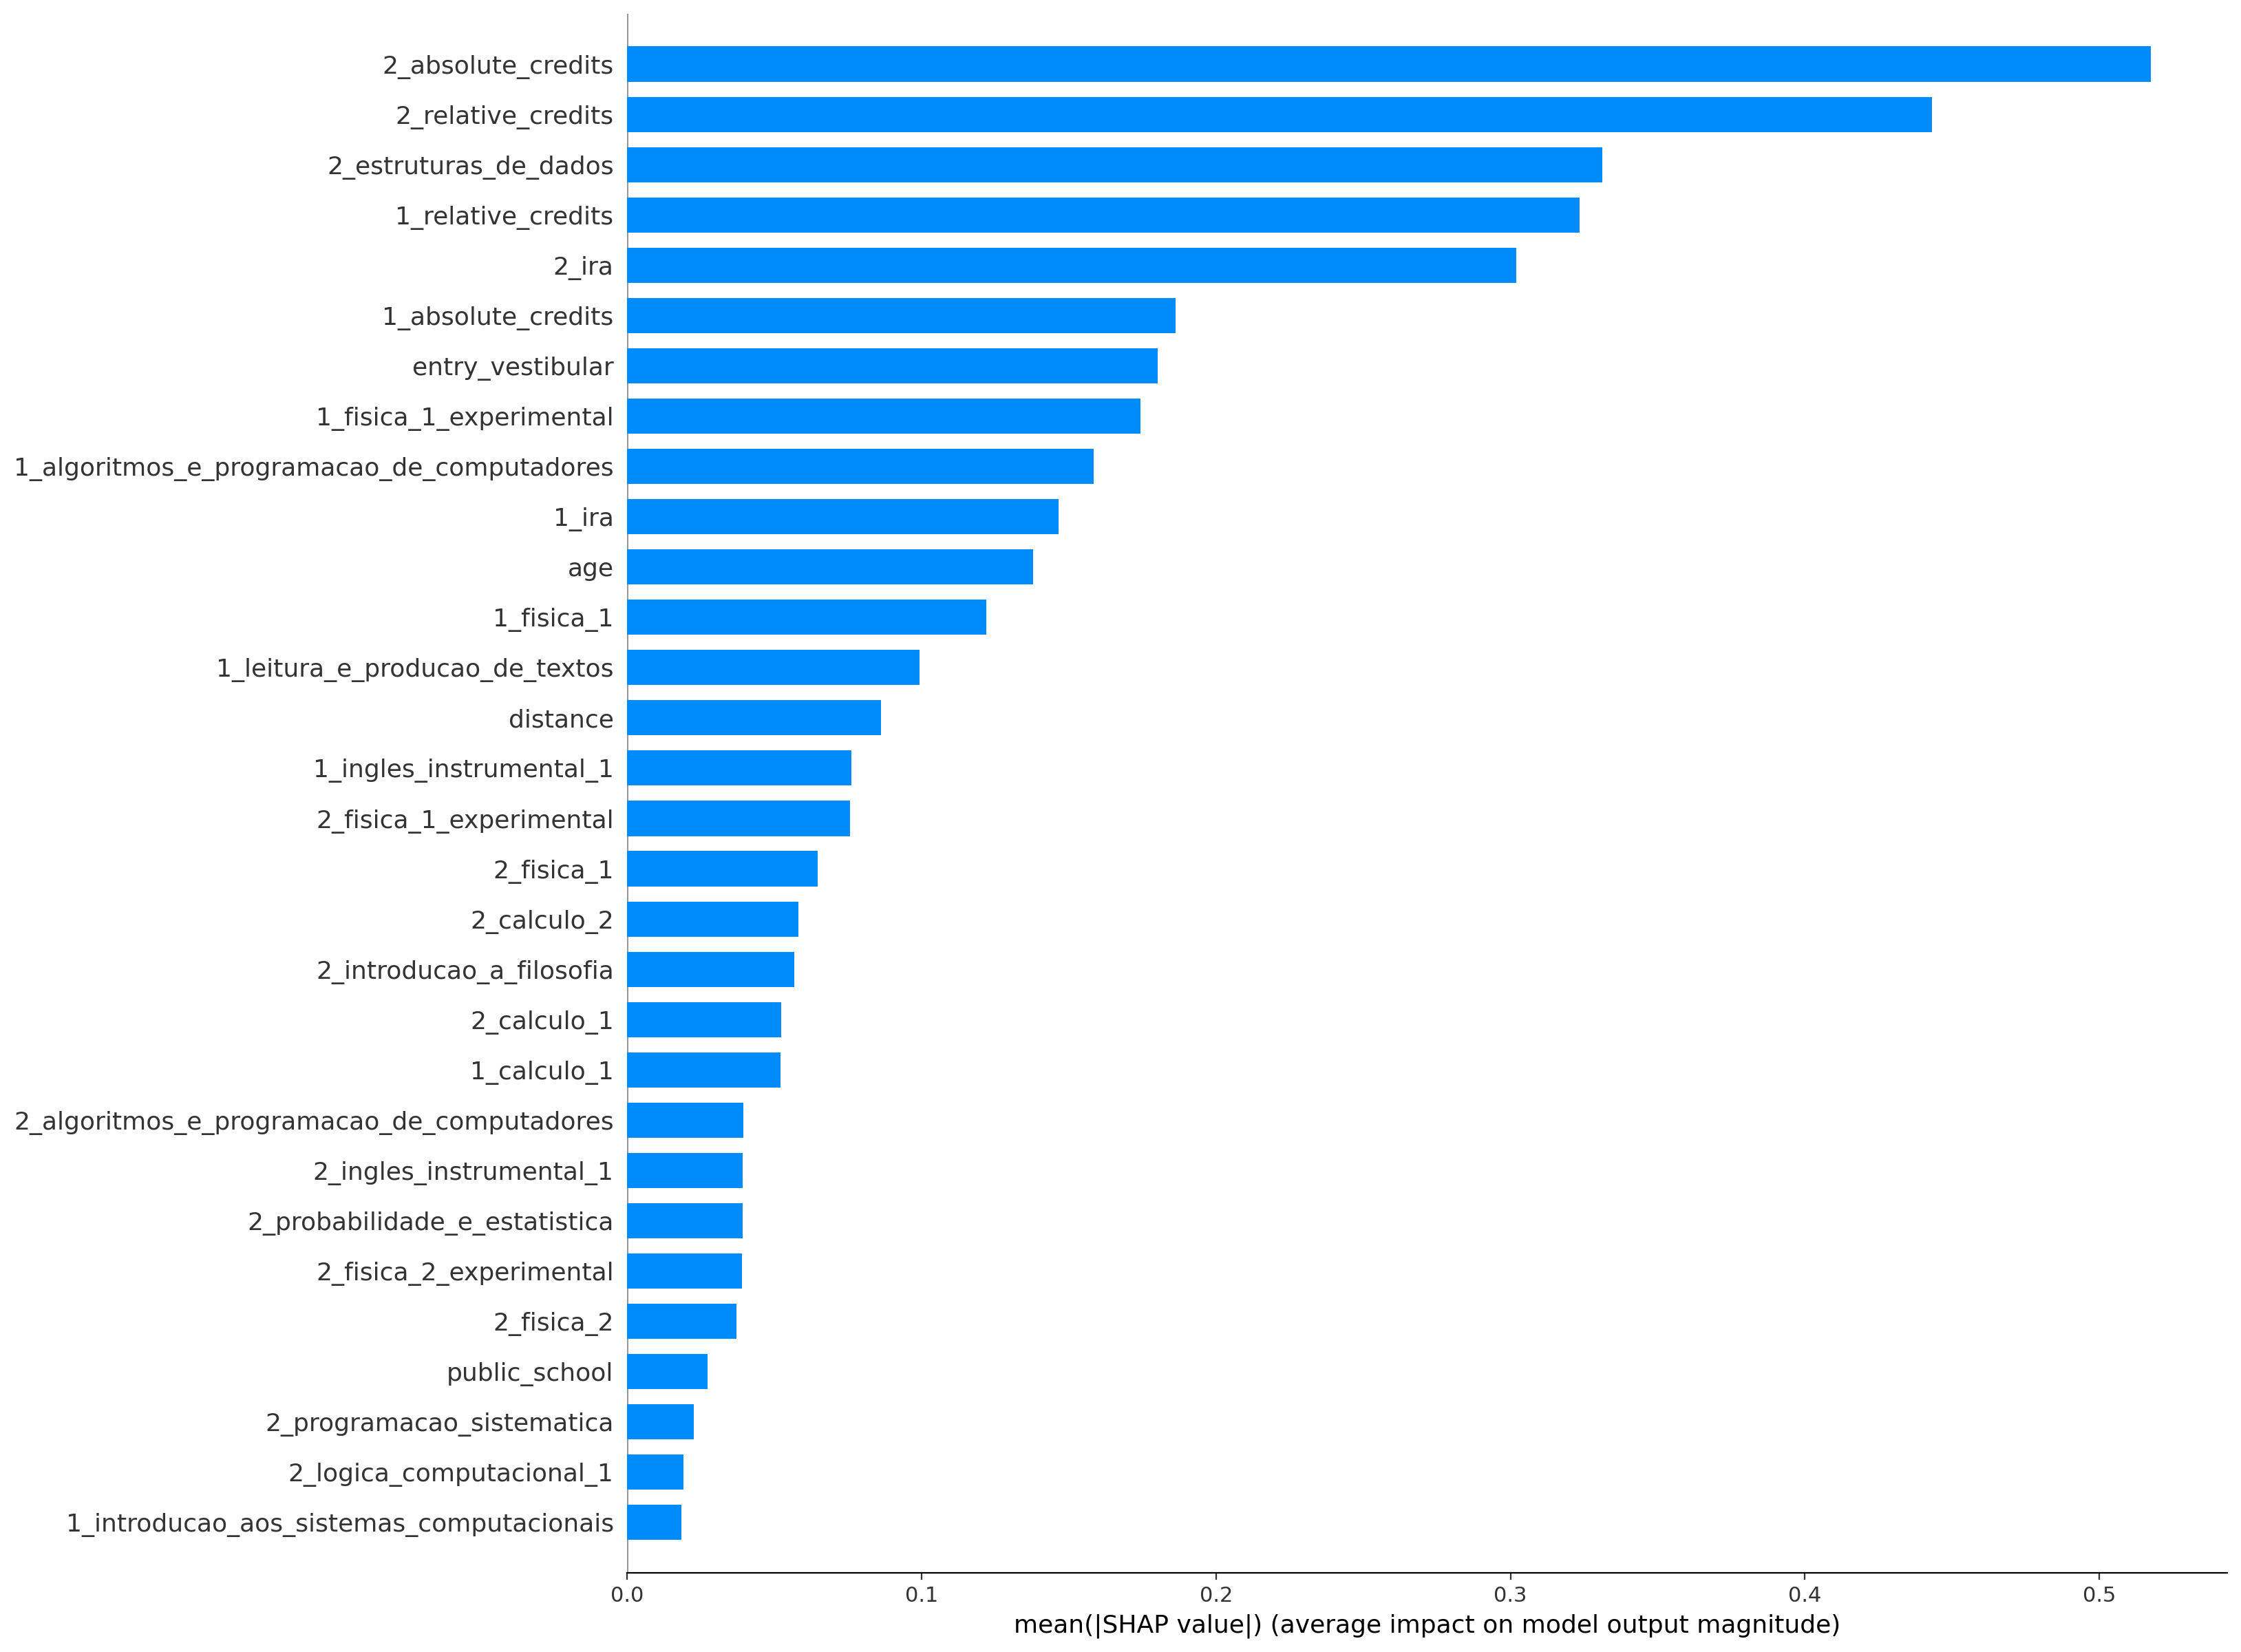 2_absolute_credits
2_relative_credits
2_estruturas_de_dados
1_relative_credits
2_ira
1_absolute_credits
entry_vestibular
1_fisica_1_experimental
1_algoritmos_e_programacao_de_computadores
1_ira
age
1_fisica_1
1_leitura_e_producao_de_textos
distance
1_ingles_instrumental_1
2_fisica_1_experimental
2_fisica_1
2_calculo_2
2_introducao_a_filosofia
2_calculo_1
1_calculo_1
2_algoritmos_e_programacao_de_computadores
2_ingles_instrumental_1
2_probabilidade_e_estatistica
2_fisica_2_experimental
2_fisica_2
public_school
2_programacao_sistematica
2_logica_computacional_1
1_introducao_aos_sistemas_computacionais
0.0 0.1 0.2 0.3 0.4 0.5
mean(|SHAP value|) (average impact on model output magnitude)